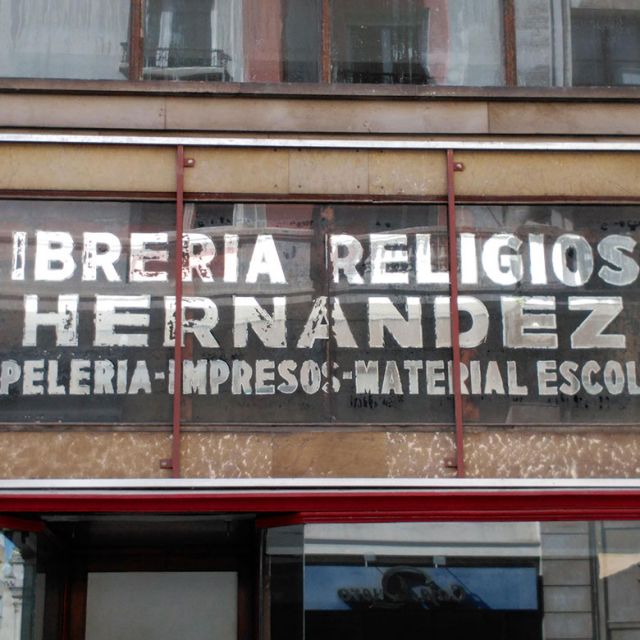 IBRERIA RELIGIOS
HERNANDEZ
PELERIA-IMPRESOS-MATERIAL ESCOL